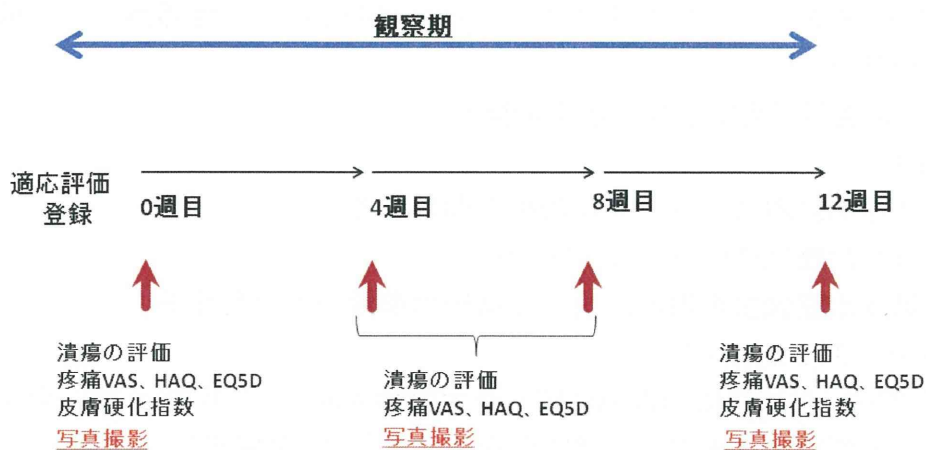 観察期
適応評価
登録
0週目
4週目
8週目
12週目
潰瘍の評価
疼痛VAS、HAQ、EQ5D
皮膚硬化指数
写真撮影
潰瘍の評価
疼痛VAS、HAQ、EQ5D
写真撮影
潰瘍の評価
疼痛VAS、HAQ、EQ5D
皮膚硬化指数
写真撮影